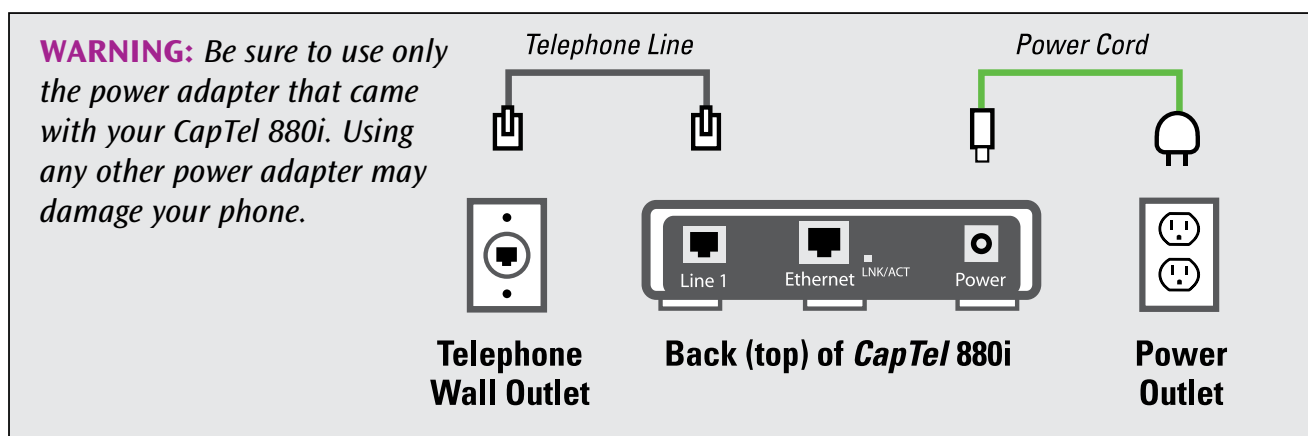 WARNING: Be sure to use only
the power adapter that came
with your CapTel 880i. Using
any other power adapter may
damage your phone.
Telephone Line
Power Cord
Line 1
Ethernet
LNK/ACT
Power
Telephone
Wall Outlet
Back (top) of CapTel 880i
Power
Outlet